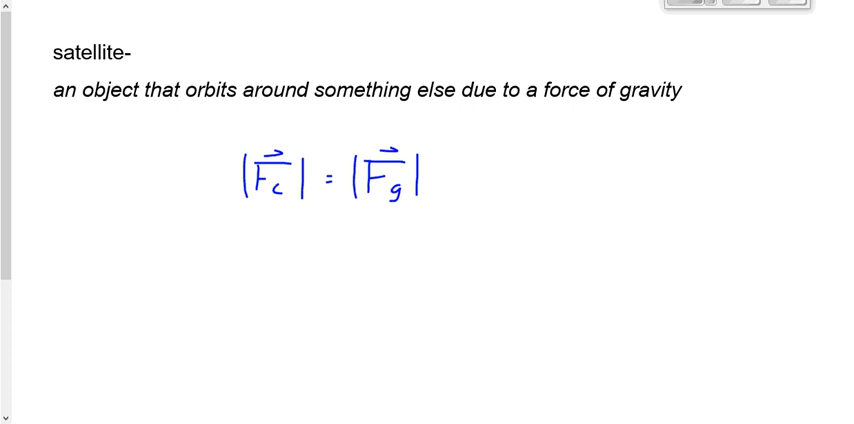 satellite-
an object that orbits around something else due to a force of gravity
|F⃗c| = |F⃗g|